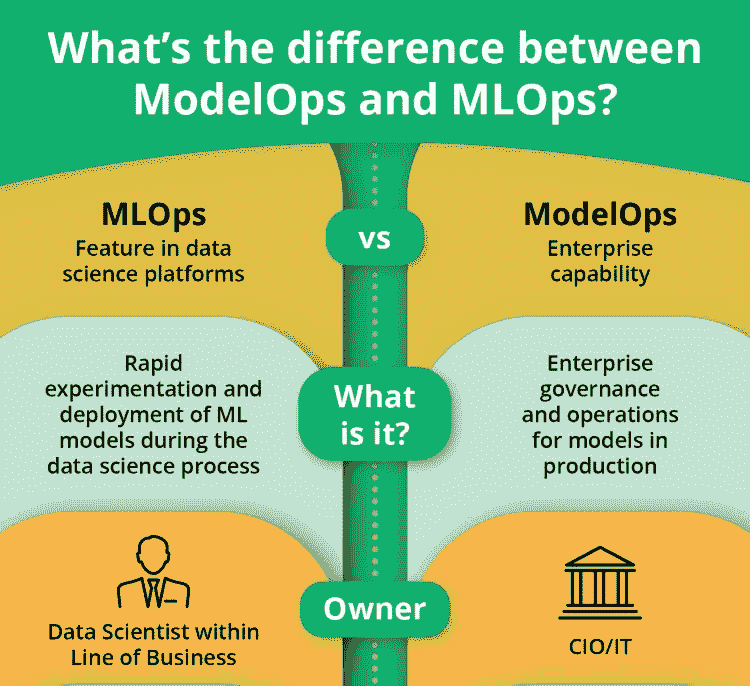 What's the difference between
ModelOps and MLOps?
MLOps
Feature in data
science platforms
vs
ModelOps
Enterprise
capability
Rapid
experimentation and
deployment of ML
models during the
data science process
What
is it?
Enterprise
governance
and operations
for models in
production
Data Scientist within
Line of Business
Owner
CIO/IT